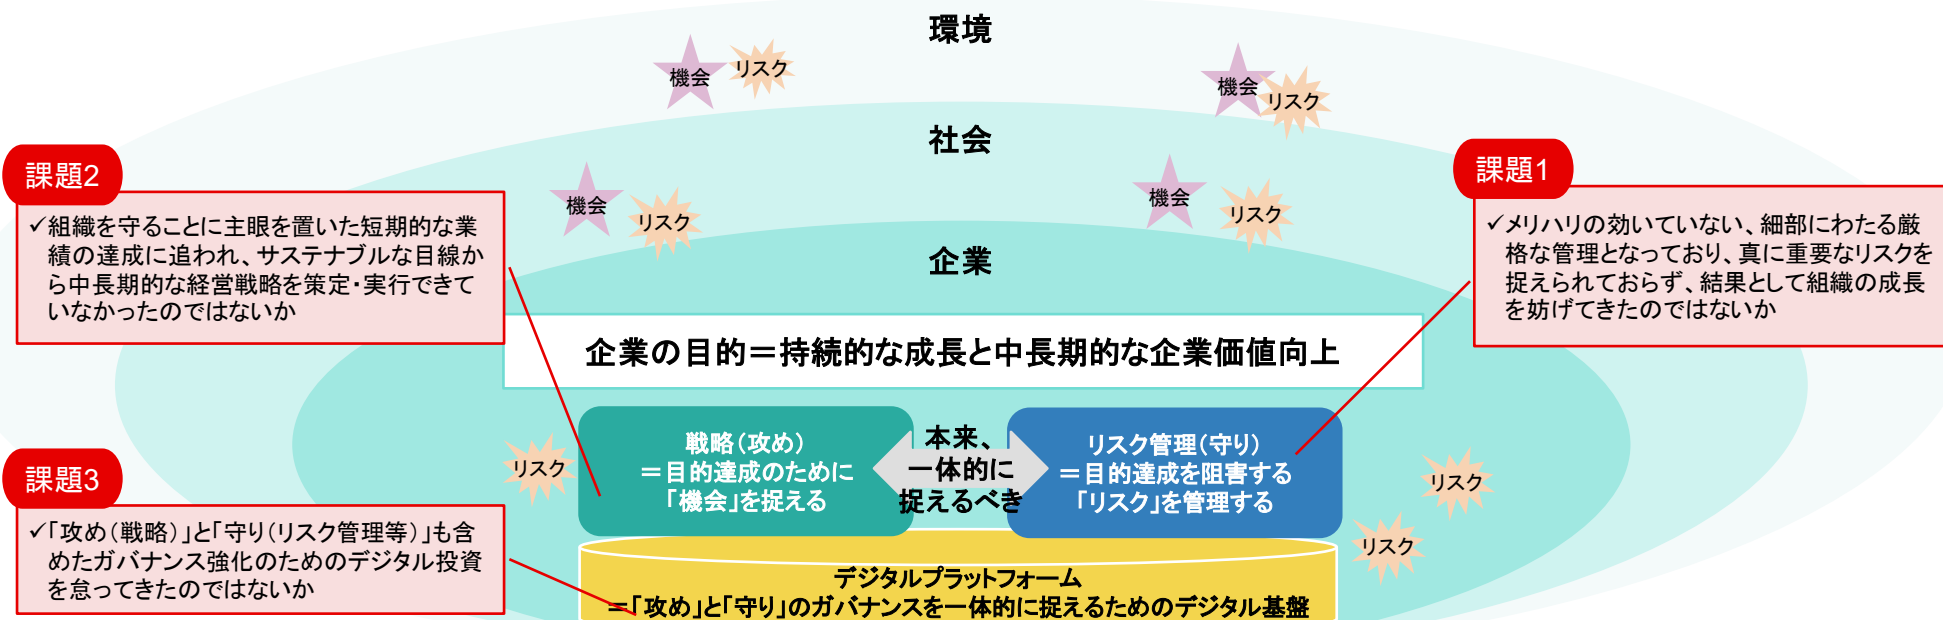 環境
機会
リスク
機会
リスク
社会
機会
リスク
機会
リスク
課題2
✓組織を守ることに主眼を置いた短期的な業
績の達成に追われ、サステナブルな目線か
ら中長期的な経営戦略を策定・実行できて
いなかったのではないか
課題1
✓メリハリの効いていない、細部にわたる厳
格な管理となっており、真に重要なリスクを
捉えられておらず、結果として組織の成長
を妨げてきたのではないか
企業
企業の目的＝持続的な成長と中長期的な企業価値向上
戦略（攻め）
＝目的達成のために
「機会」を捉える
本来、
一体的に
捉えるべき
リスク管理（守り）
＝目的達成を阻害する
「リスク」を管理する
リスク
リスク
リスク
課題3
✓「攻め（戦略）」と「守り（リスク管理等）」も含
めたガバナンス強化のためのデジタル投資
を怠ってきたのではないか
デジタルプラットフォーム
＝「攻め」と「守り」のガバナンスを一体的に捉えるためのデジタル基盤